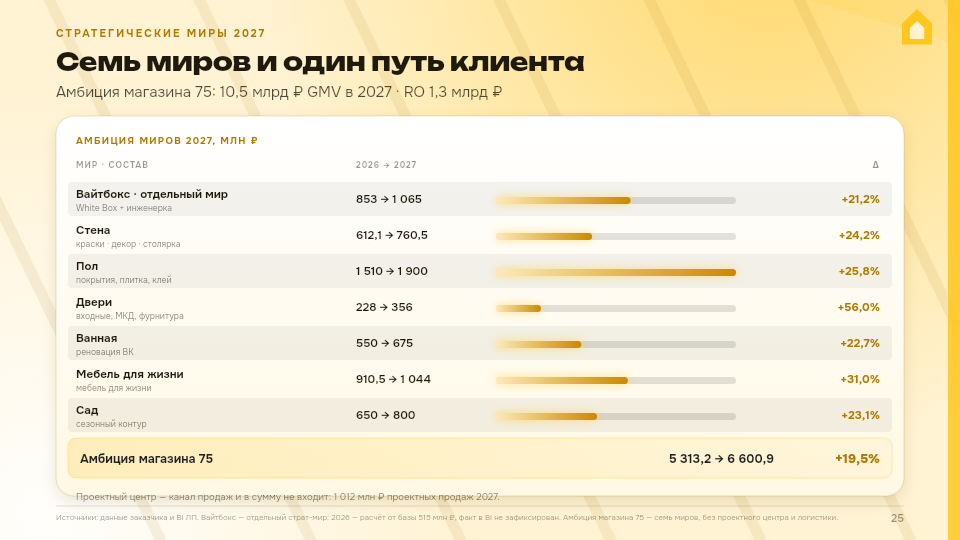 СТРАТЕГИЧЕСКИЕ МИРЫ 2027
Семь миров и один путь клиента
Амбиция магазина 75: 10,5 млрд ₽ GMV в 2027 · RO 1,3 млрд ₽
АМБИЦИЯ МИРОВ 2027, МЛН ₽
МИР · СОСТАВ 2026 → 2027 Δ
Вайтбокс · отдельный мир 853 → 1 065 +21,2%
White Box + инженерка
Стена 612,1 → 760,5 +24,2%
краски · декор · столярка
Пол 1 510 → 1 900 +25,8%
покрытия, плитка, клей
Двери 228 → 356 +56,0%
входные, МКД, фурнитура
Ванная 550 → 675 +22,7%
реновация ВК
Мебель для жизни 910,5 → 1 044 +31,0%
мебель для жизни
Сад 650 → 800 +23,1%
сезонный контур
Амбиция магазина 75 5 313,2 → 6 600,9 +19,5%
Проектный центр — канал продаж и в сумму не входит: 1 012 млн ₽ проектных продаж 2027.
Источники: данные заказчика и BI ЛП. Вайтбокс — отдельный страт-мир: 2026 — расчёт от базы 515 млн ₽, факт в BI не зафиксирован. Амбиция магазина 75 — семь миров, без проектного центра и логистики.
25